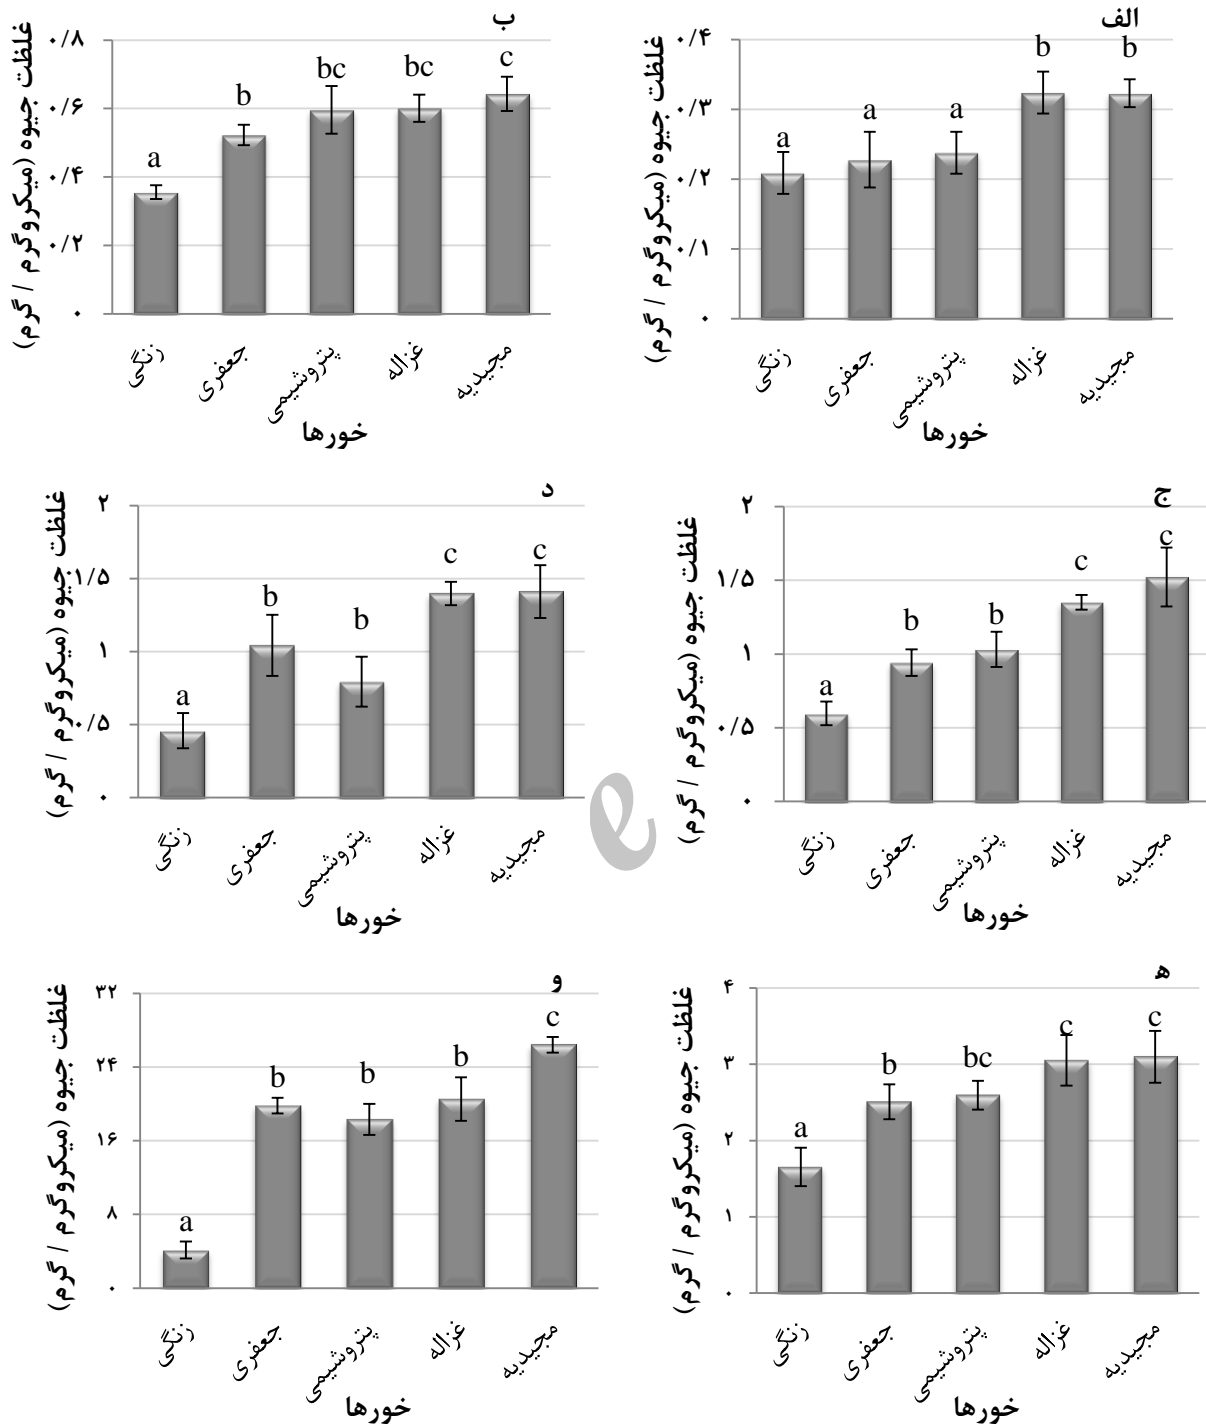 الف
غلظت جیوه (میکروگرم / گرم)
۰/۴
۰/۳
۰/۲
۰/۱
۰
a
a
a
b
b
زنگی
جعفری
پتروشیمی
غزاله
مجیدیه
خورها
ب
غلظت جیوه (میکروگرم / گرم)
۰/۸
۰/۶
۰/۴
۰/۲
۰
a
b
bc
bc
c
زنگی
جعفری
پتروشیمی
غزاله
مجیدیه
خورها
ج
غلظت جیوه (میکروگرم / گرم)
۲
۱/۵
۱
۰/۵
۰
a
b
b
c
c
زنگی
جعفری
پتروشیمی
غزاله
مجیدیه
خورها
د
غلظت جیوه (میکروگرم / گرم)
۲
۱/۵
۱
۰/۵
۰
a
b
b
c
c
زنگی
جعفری
پتروشیمی
غزاله
مجیدیه
خورها
e
ه
غلظت جیوه (میکروگرم / گرم)
۴
۳
۲
۱
۰
a
b
bc
c
c
زنگی
جعفری
پتروشیمی
غزاله
مجیدیه
خورها
و
غلظت جیوه (میکروگرم / گرم)
۳۲
۲۴
۱۶
۸
۰
a
b
b
b
c
زنگی
جعفری
پتروشیمی
غزاله
مجیدیه
خورها